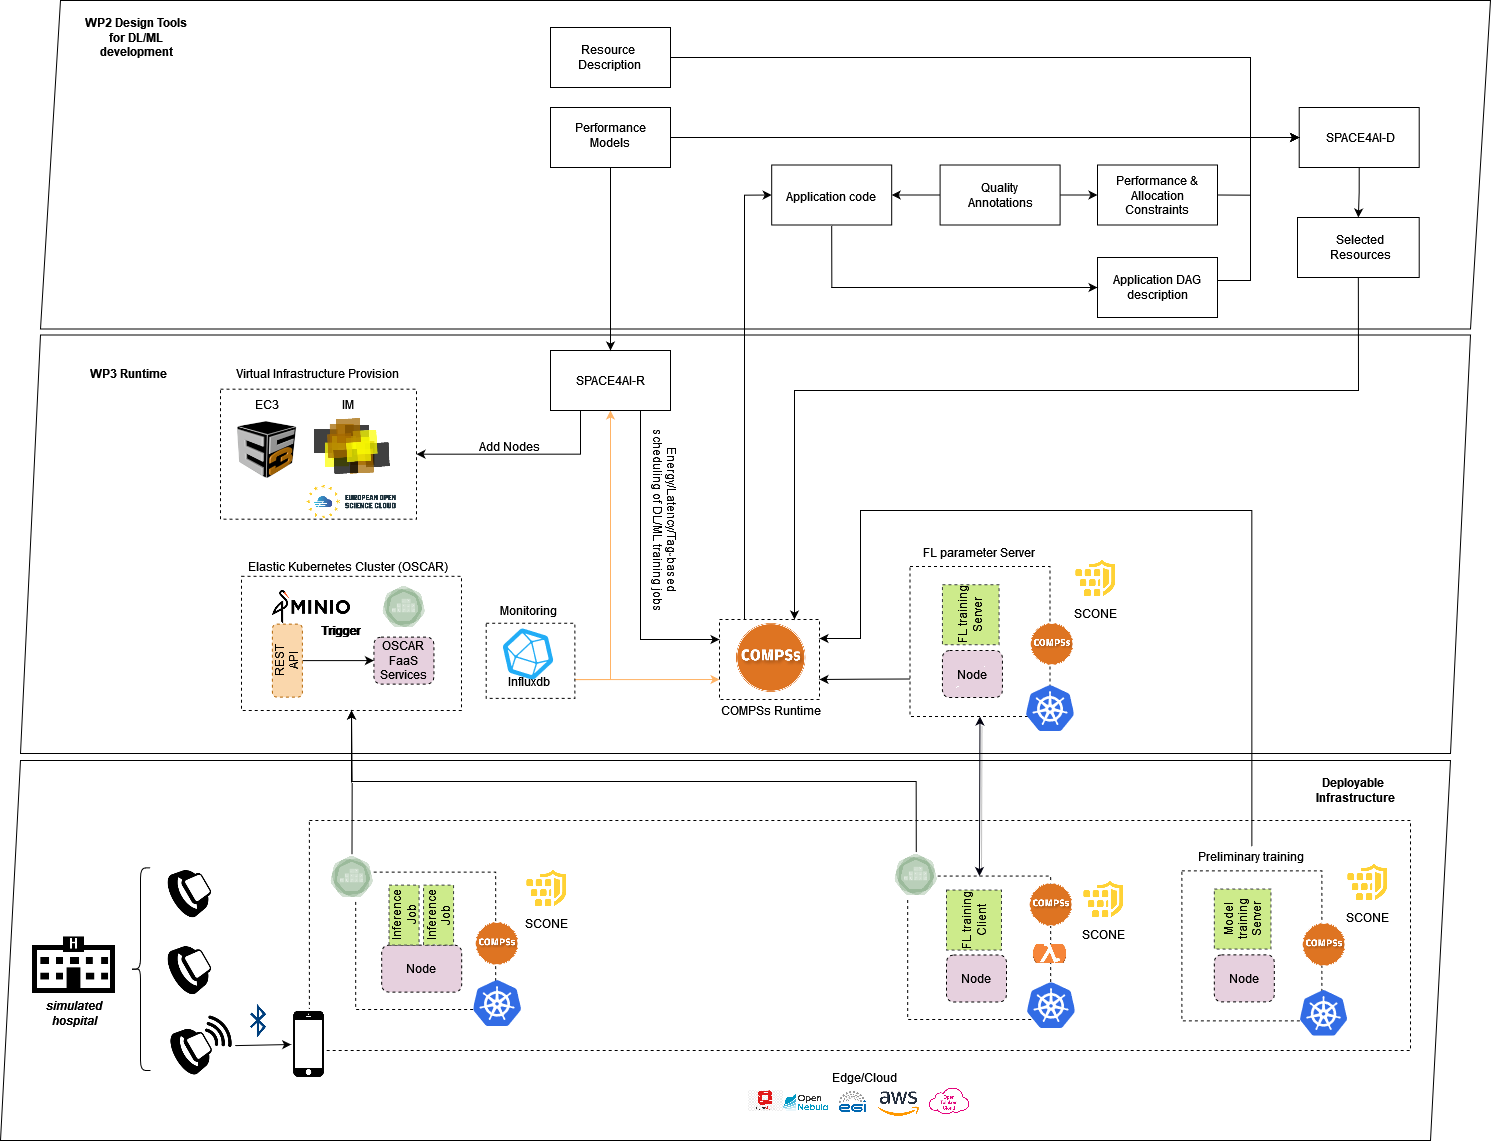 WP2 Design Tools
for DL/ML
development
Resource
Description
Performance
Models
SPACE4AI-D
Application code
Quality
Annotations
Performance &
Allocation
Constraints
Selected
Resources
Application DAG
description
WP3 Runtime
Virtual Infrastructure Provision
EC3
IM
EUROPEAN OPEN
SCIENCE CLOUD
SPACE4AI-R
Add Nodes
Energy/Latency/Tag-based
scheduling of DL/ML training jobs
Elastic Kubernetes Cluster (OSCAR)
MINIO
Trigger
REST
API
OSCAR
FaaS
Services
Monitoring
Influxdb
COMPSs
COMPSs Runtime
FL parameter Server
FL training
Server
Node
SCONE
COMPSs
Deployable
Infrastructure
Inference
Job
Inference
Job
Node
SCONE
COMPSs
FL training
Client
Node
COMPSs
SCONE
Preliminary training
Model
training
Server
Node
SCONE
COMPSs
H
simulated
hospital
Edge/Cloud
Open
Nebula
EGI
aws
Open
Cloud